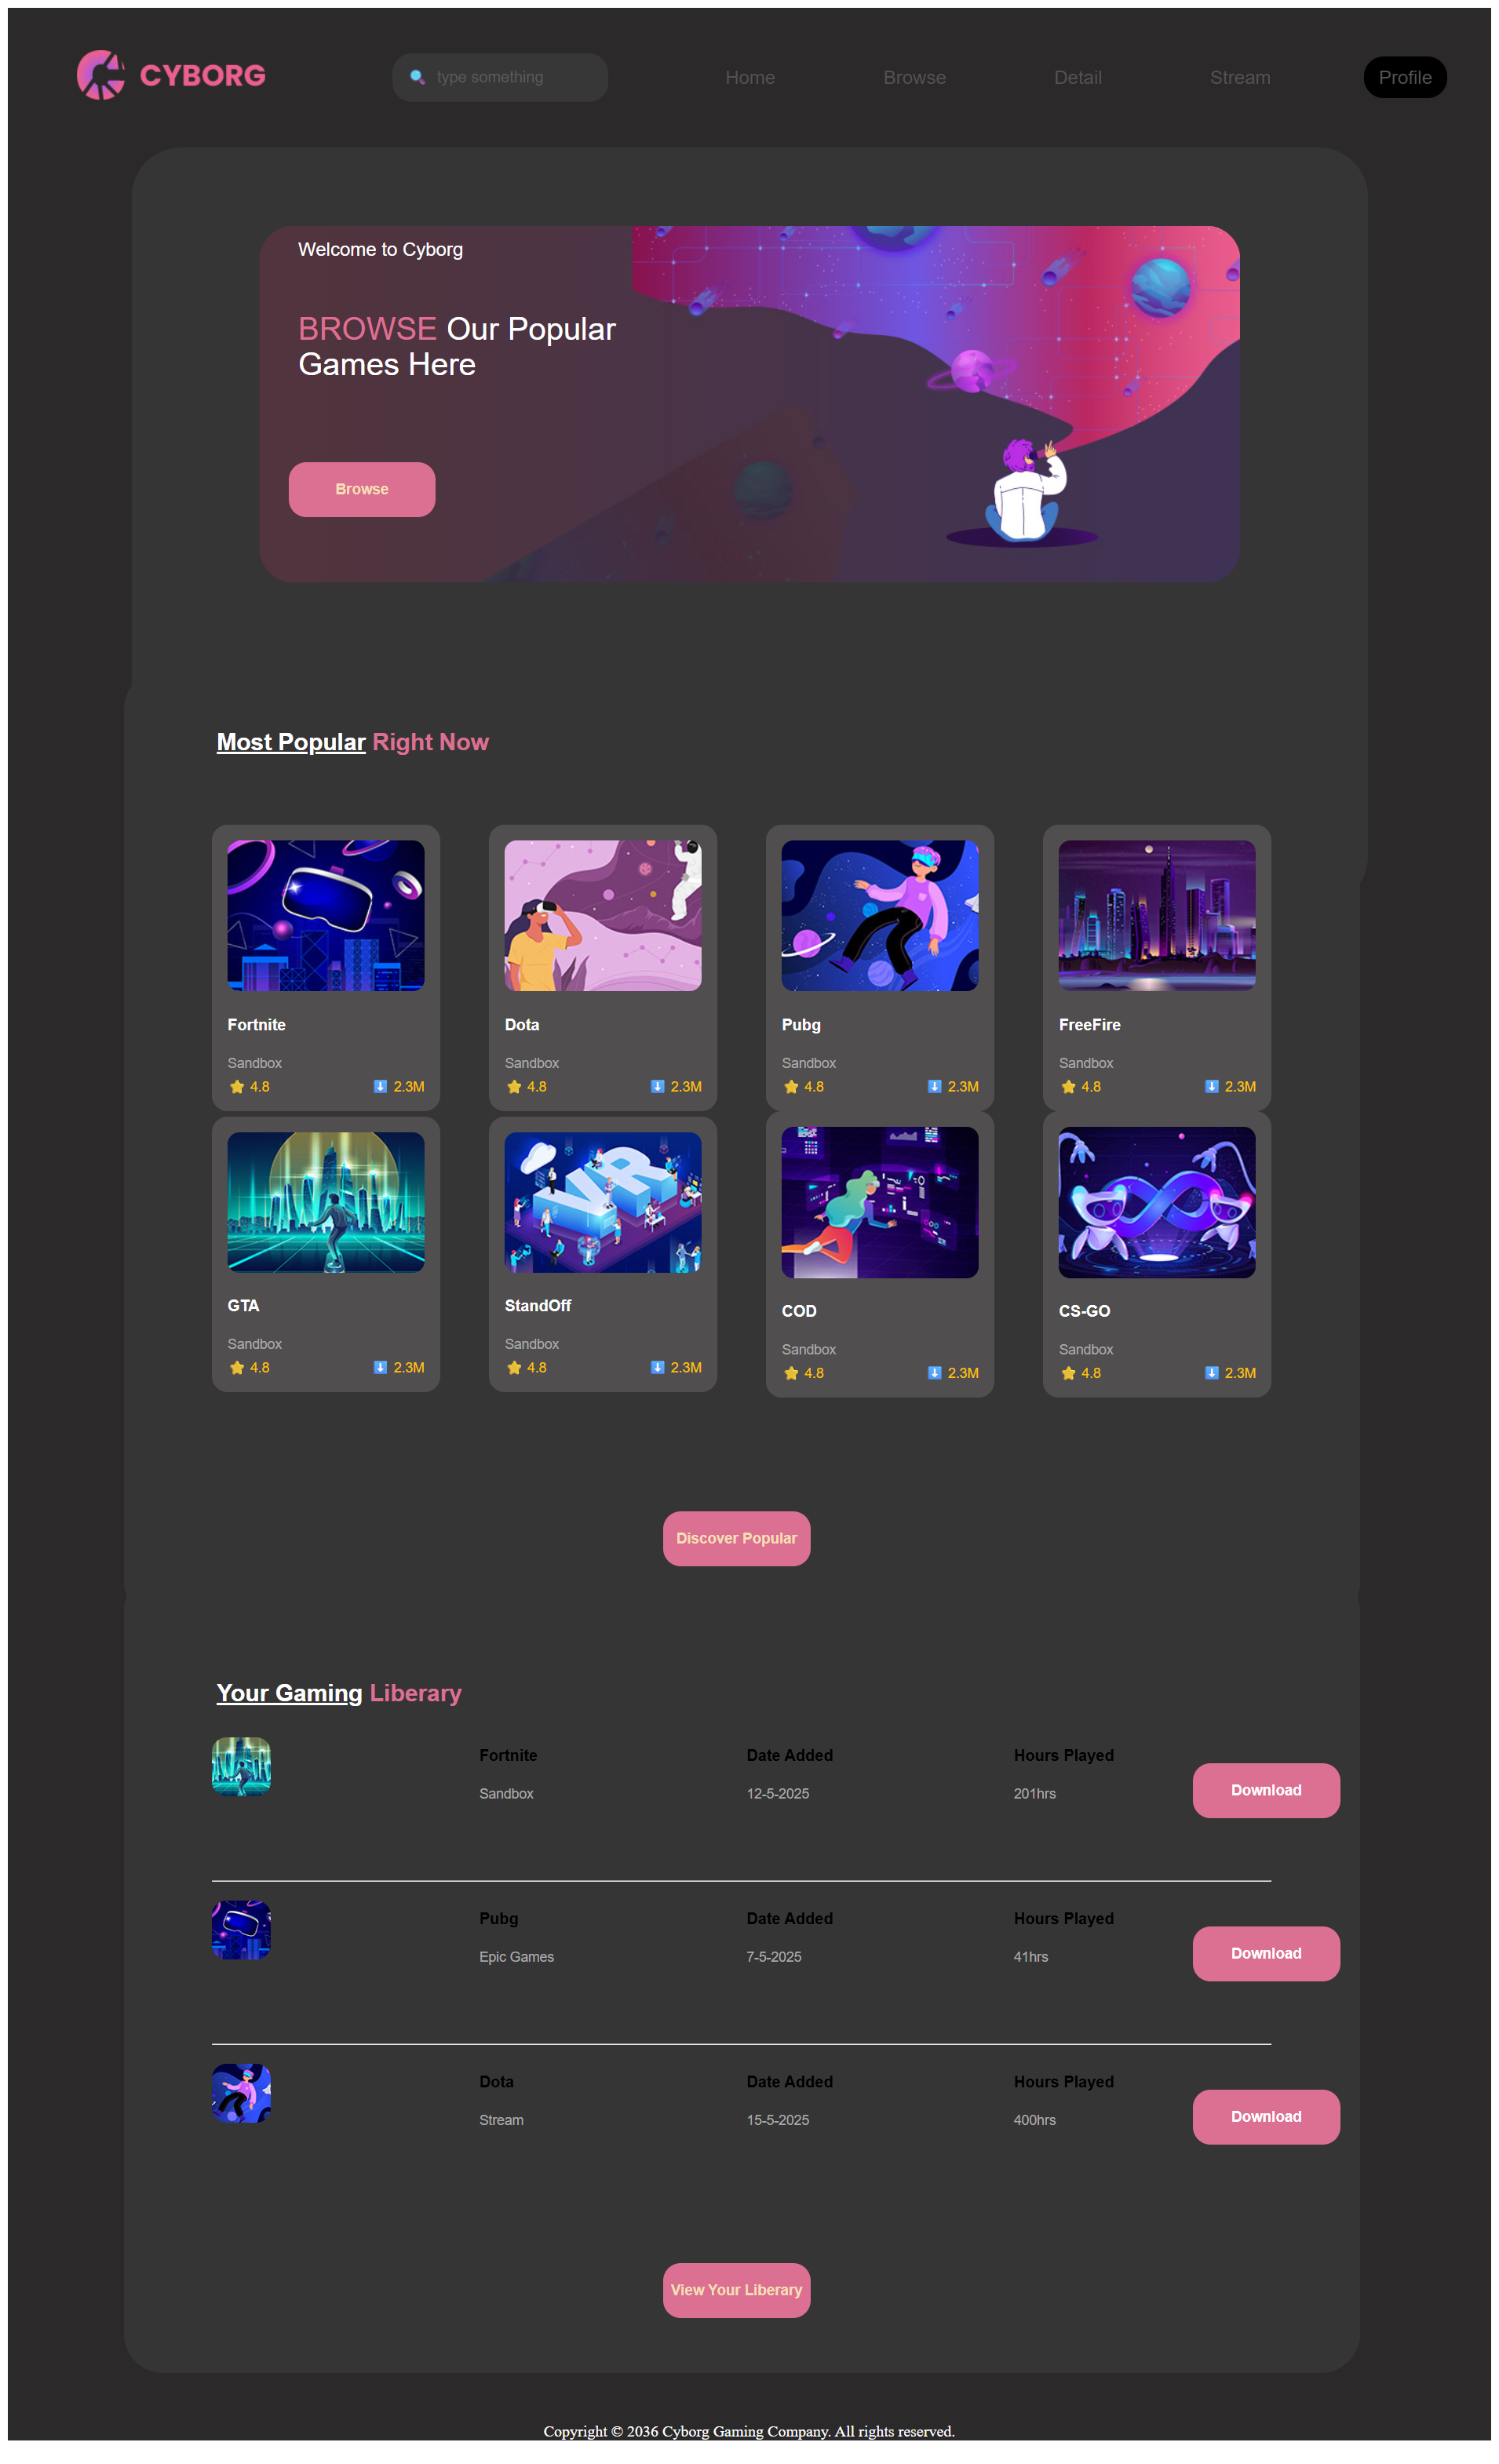 CYBORG
type something
Home
Browse
Detail
Stream
Profile
Welcome to Cyborg
BROWSE Our Popular
Games Here
Browse
Most Popular Right Now
Fortnite
Sandbox
4.8
2.3M
Dota
Sandbox
4.8
2.3M
Pubg
Sandbox
4.8
2.3M
FreeFire
Sandbox
4.8
2.3M
GTA
Sandbox
4.8
2.3M
VR
StandOff
Sandbox
4.8
2.3M
COD
Sandbox
4.8
2.3M
CS-GO
Sandbox
4.8
2.3M
Discover Popular
Your Gaming Liberary
Fortnite
Sandbox
Date Added
12-5-2025
Hours Played
201hrs
Download
Pubg
Epic Games
Date Added
7-5-2025
Hours Played
41hrs
Download
Dota
Stream
Date Added
15-5-2025
Hours Played
400hrs
Download
View Your Liberary
Copyright © 2036 Cyborg Gaming Company. All rights reserved.